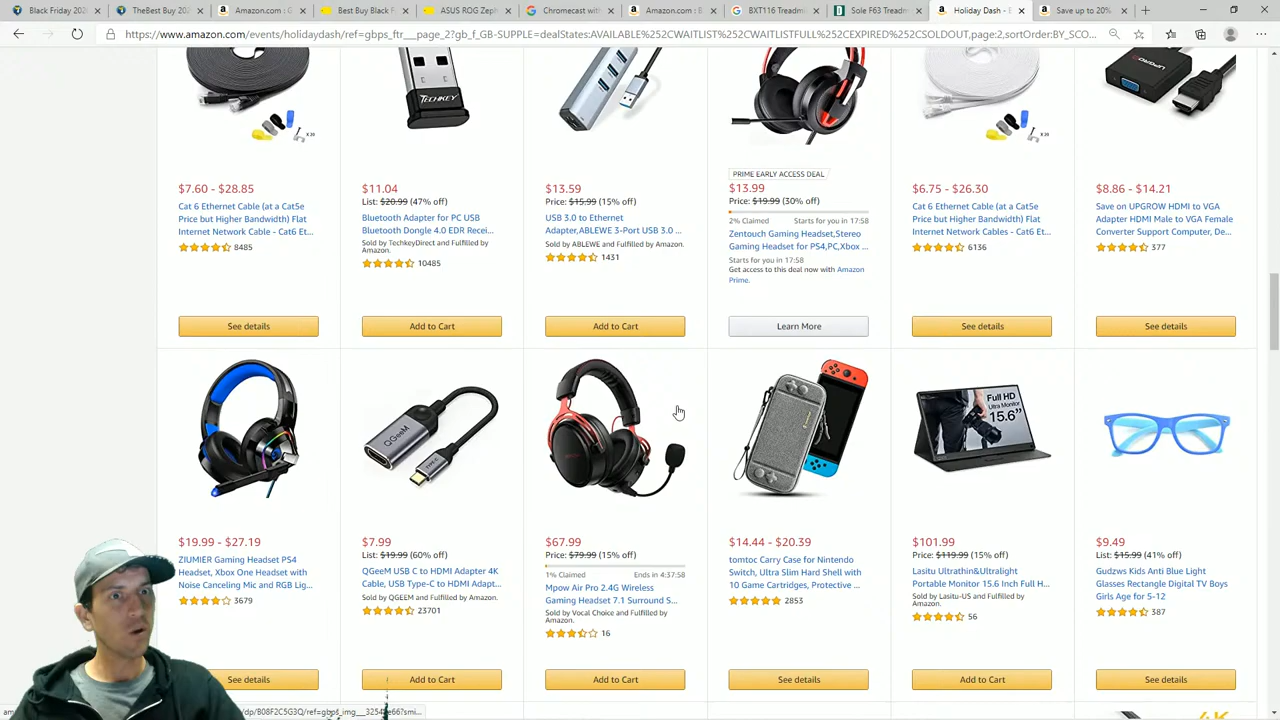 Black Friday 202
TheBest Buy 202
Amazon.com : G
Best Buy Black F
ASUS ROG Zeph
Chromecast with
Amazon.com : B
BXT116 Treadmi
Sole F63 Treadm
Holiday Dash - B
Save up to 20%
https://www.amazon.com/events/holidaydash/ref=gbps_ftr___page_2?gb_f_GB-SUPPLE=dealStates:AVAILABLE%252CWAITLIST%252CWAITLISTFULL%252CEXPIRED%252CSOLDOUT,page:2,sortOrder:BY_SCO...
TECHKEY
X 20
X 20
UPGROW
$7.60 - $28.85
Cat 6 Ethernet Cable (at a Cat5e
Price but Higher Bandwidth) Flat
Internet Network Cable - Cat6 Et...
8485
$11.04
List: $20.99 (47% off)
Bluetooth Adapter for PC USB
Bluetooth Dongle 4.0 EDR Recei...
Sold by TechkeyDirect and Fulfilled by
Amazon.
10485
$13.59
Price: $15.99 (15% off)
USB 3.0 to Ethernet
Adapter,ABLEWE 3-Port USB 3.0 ...
Sold by ABLEWE and Fulfilled by Amazon.
1431
PRIME EARLY ACCESS DEAL
$13.99
Price: $19.99 (30% off)
2% Claimed Starts for you in 17:58
Zentouch Gaming Headset,Stereo
Gaming Headset for PS4,PC,Xbox ...
Starts for you in 17:58
Get access to this deal now with Amazon
Prime.
$6.75 - $26.30
Cat 6 Ethernet Cable (at a Cat5e
Price but Higher Bandwidth) Flat
Internet Network Cable - Cat6 Et...
6136
$8.86 - $14.21
Save on UPGROW HDMI to VGA
Adapter HDMI Male to VGA Female
Converter Support Computer, De...
377
See details
Add to Cart
Add to Cart
Learn More
See details
See details
QGeeM
TYPE C
Full HD
Ultra Monitor
15.6"
$19.99 - $27.19
ZIUMIER Gaming Headset PS4
Headset, Xbox One Headset with
Noise Canceling Mic and RGB Lig...
3679
$7.99
List: $19.99 (60% off)
QGeeM USB C to HDMI Adapter 4K
Cable, USB Type-C to HDMI Adapt...
Sold by QGEEM and Fulfilled by Amazon.
23701
$67.99
Price: $79.99 (15% off)
1% Claimed Ends in 4:37:58
Mpow Air Pro 2.4G Wireless
Gaming Headset 7.1 Surround S...
Sold by Vocal Choice and Fulfilled by
Amazon.
16
$14.44 - $20.39
tomtoc Carry Case for Nintendo
Switch, Ultra Slim Hard Shell with
10 Game Cartridges, Protective ...
2853
$101.99
Price: $119.99 (15% off)
Lasitu Ultrathin&Ultralight
Portable Monitor 15.6 Inch Full H...
Sold by Lasitu-US and Fulfilled by
Amazon.
56
$9.49
List: $15.99 (41% off)
Gudzws Kids Anti Blue Light
Glasses Rectangle Digital TV Boys
Girls Age for 5-12
387
See details
Add to Cart
Add to Cart
See details
Add to Cart
See details
4K